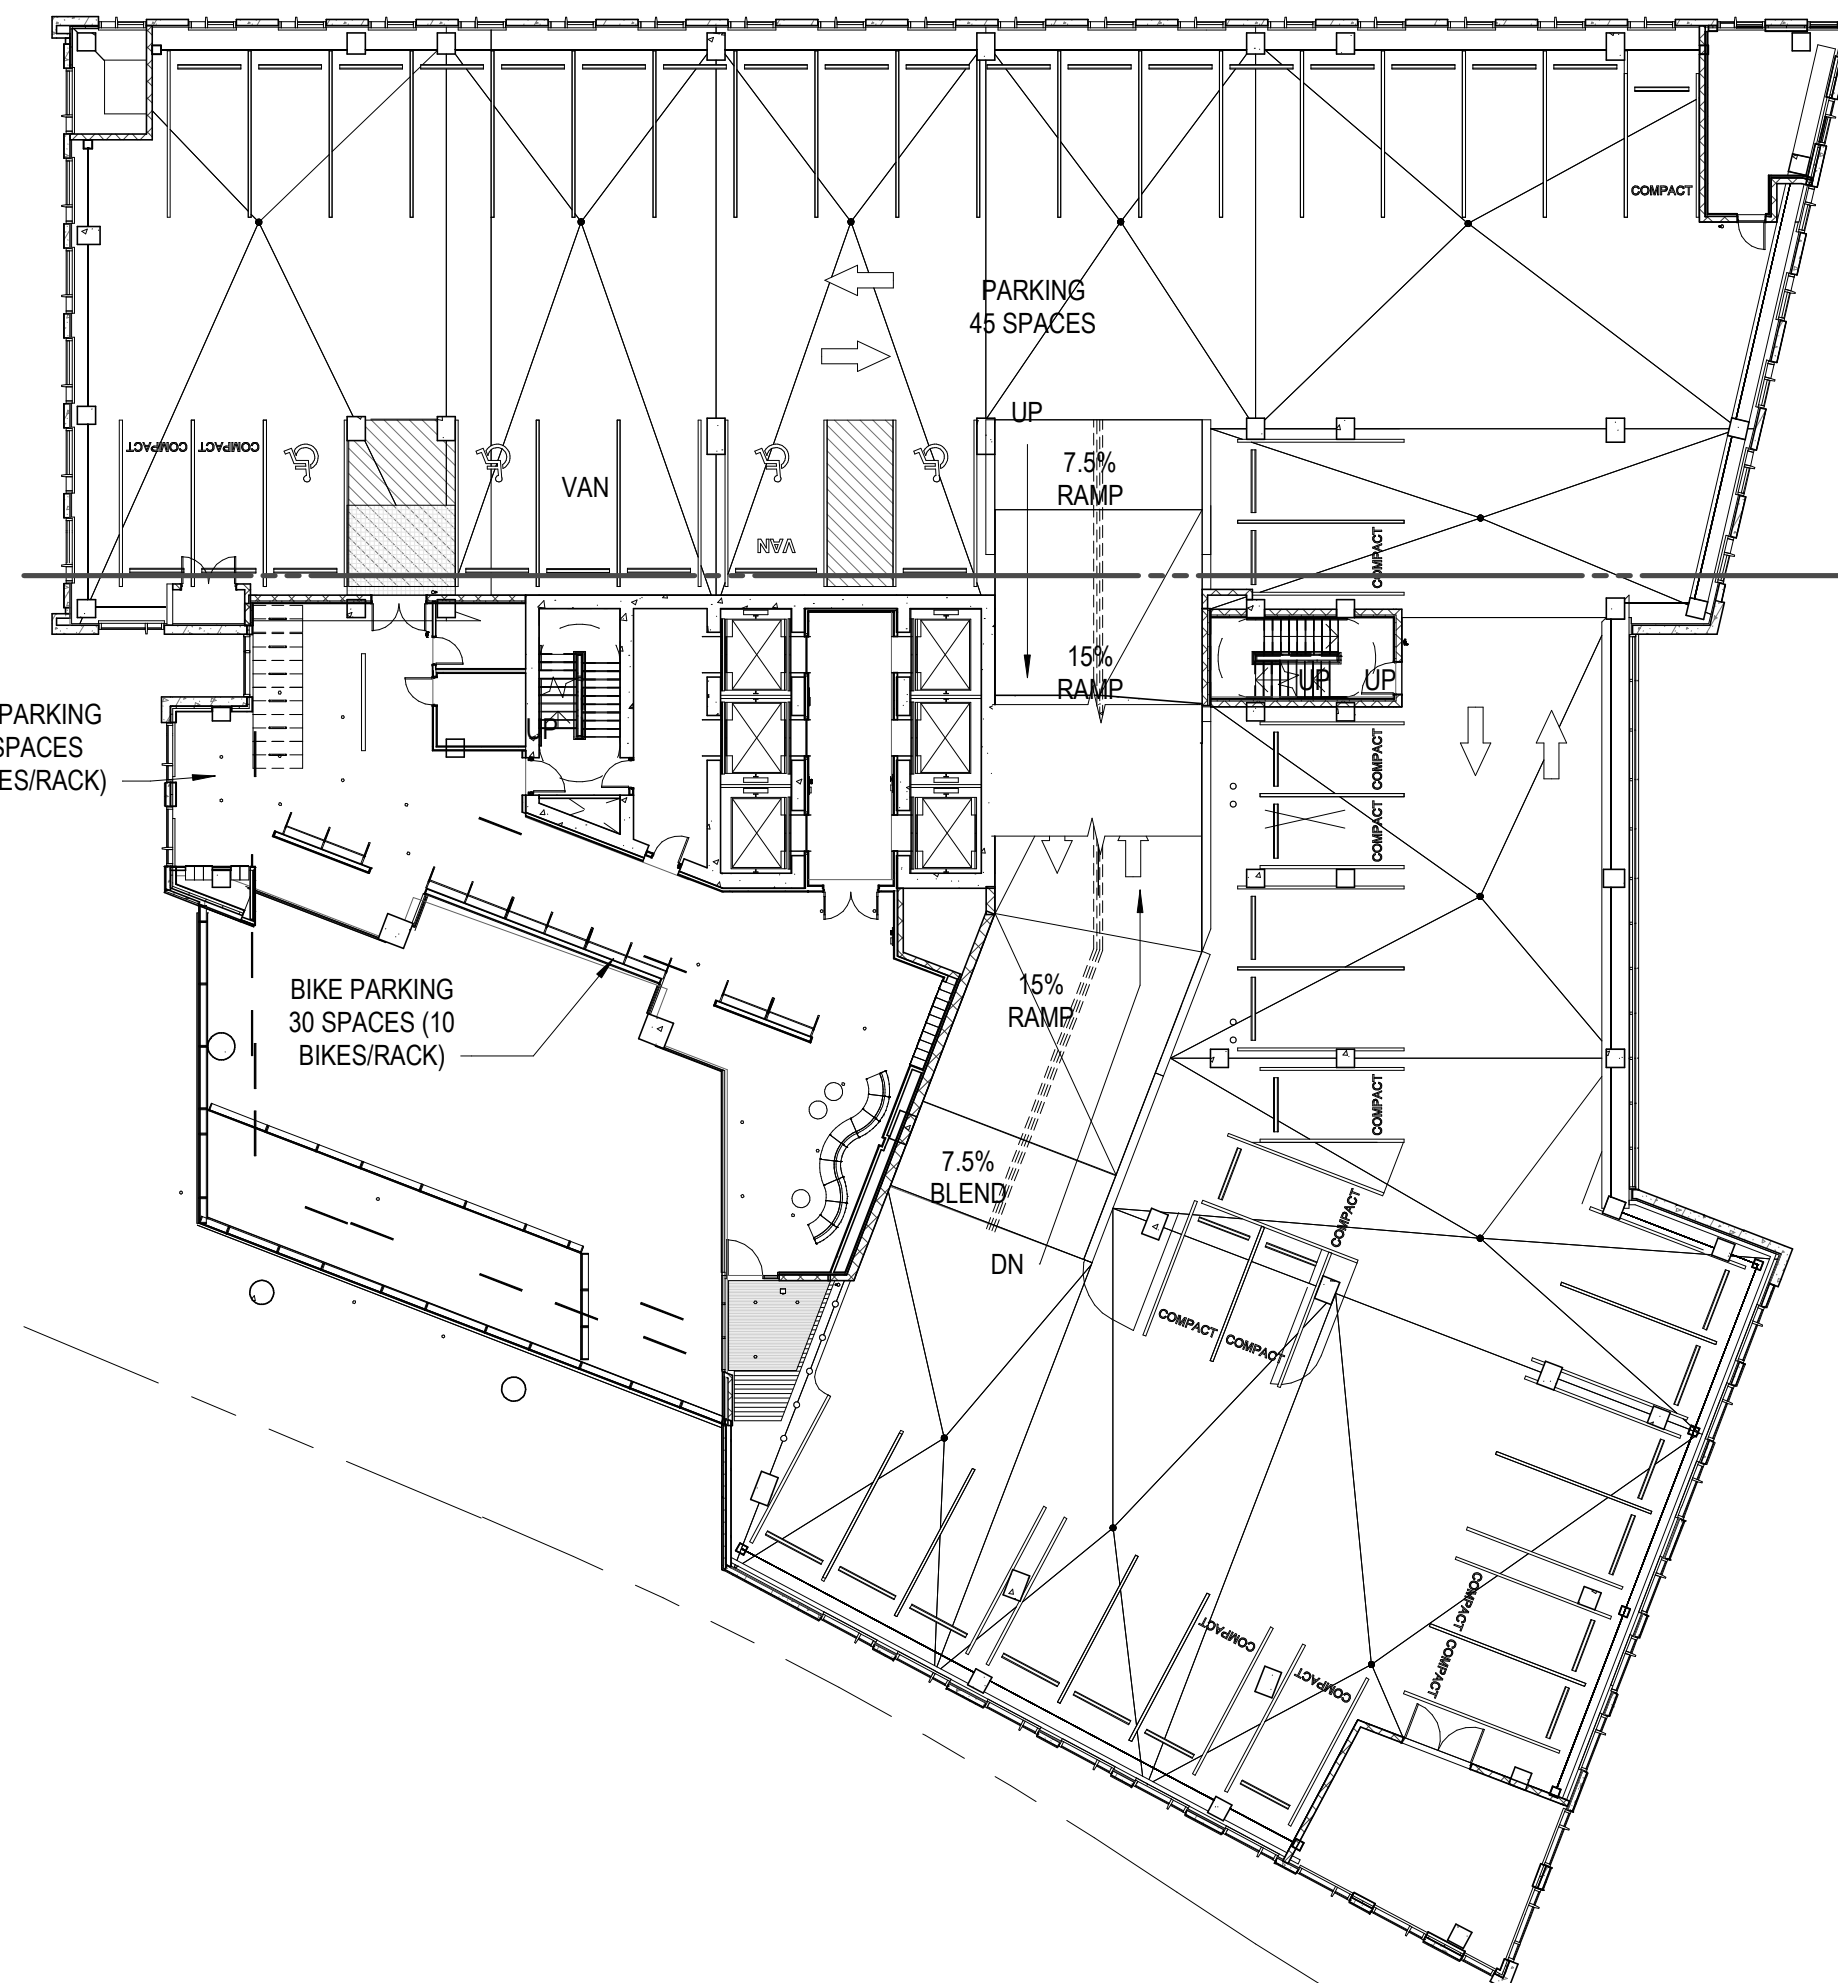 COMPACT
PARKING
45 SPACES
UP
COMPACT
COMPACT
7.5%
RAMP
VAN
VAN
COMPACT
15%
RAMP
UP
UP
UP
PARKING
SPACES
ES/RACK)
COMPACT
COMPACT
BIKE PARKING
30 SPACES (10
BIKES/RACK)
15%
RAMP
COMPACT
7.5%
BLEND
COMPACT
DN
COMPACT
COMPACT
COMPACT
COMPACT
COMPACT
COMPACT